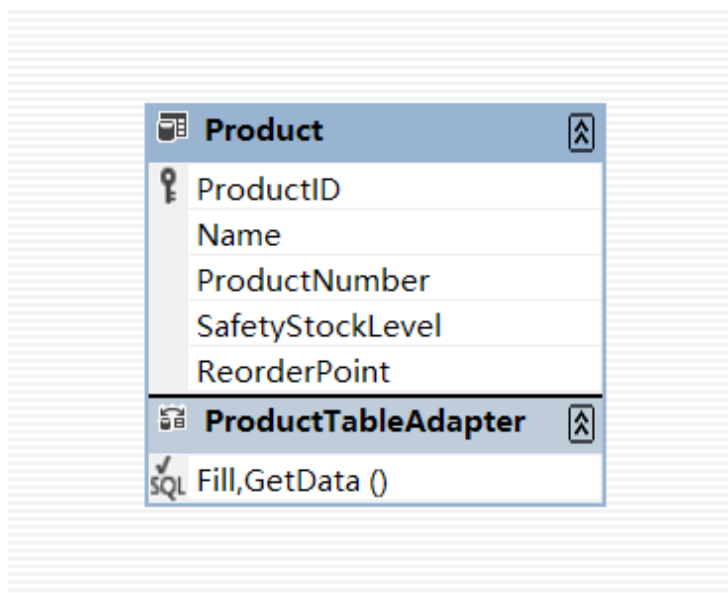 Product
ProductID
Name
ProductNumber
SafetyStockLevel
ReorderPoint
ProductTableAdapter
SQL Fill,GetData ()